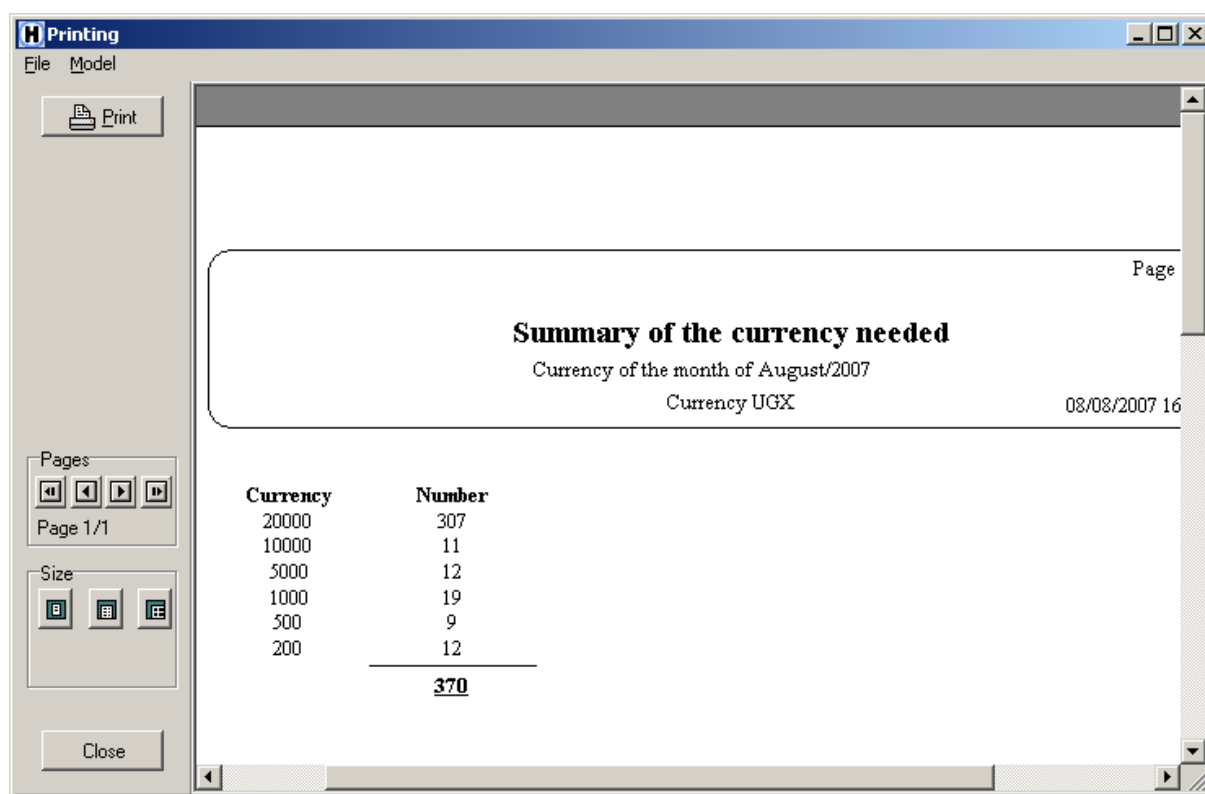 Printing
File Model
Print
Page
Summary of the currency needed
Currency of the month of August/2007
Currency UGX
08/08/2007 16
Pages
Page 1/1
Size
Close
Currency Number
20000 307
10000 11
5000 12
1000 19
500 9
200 12
370